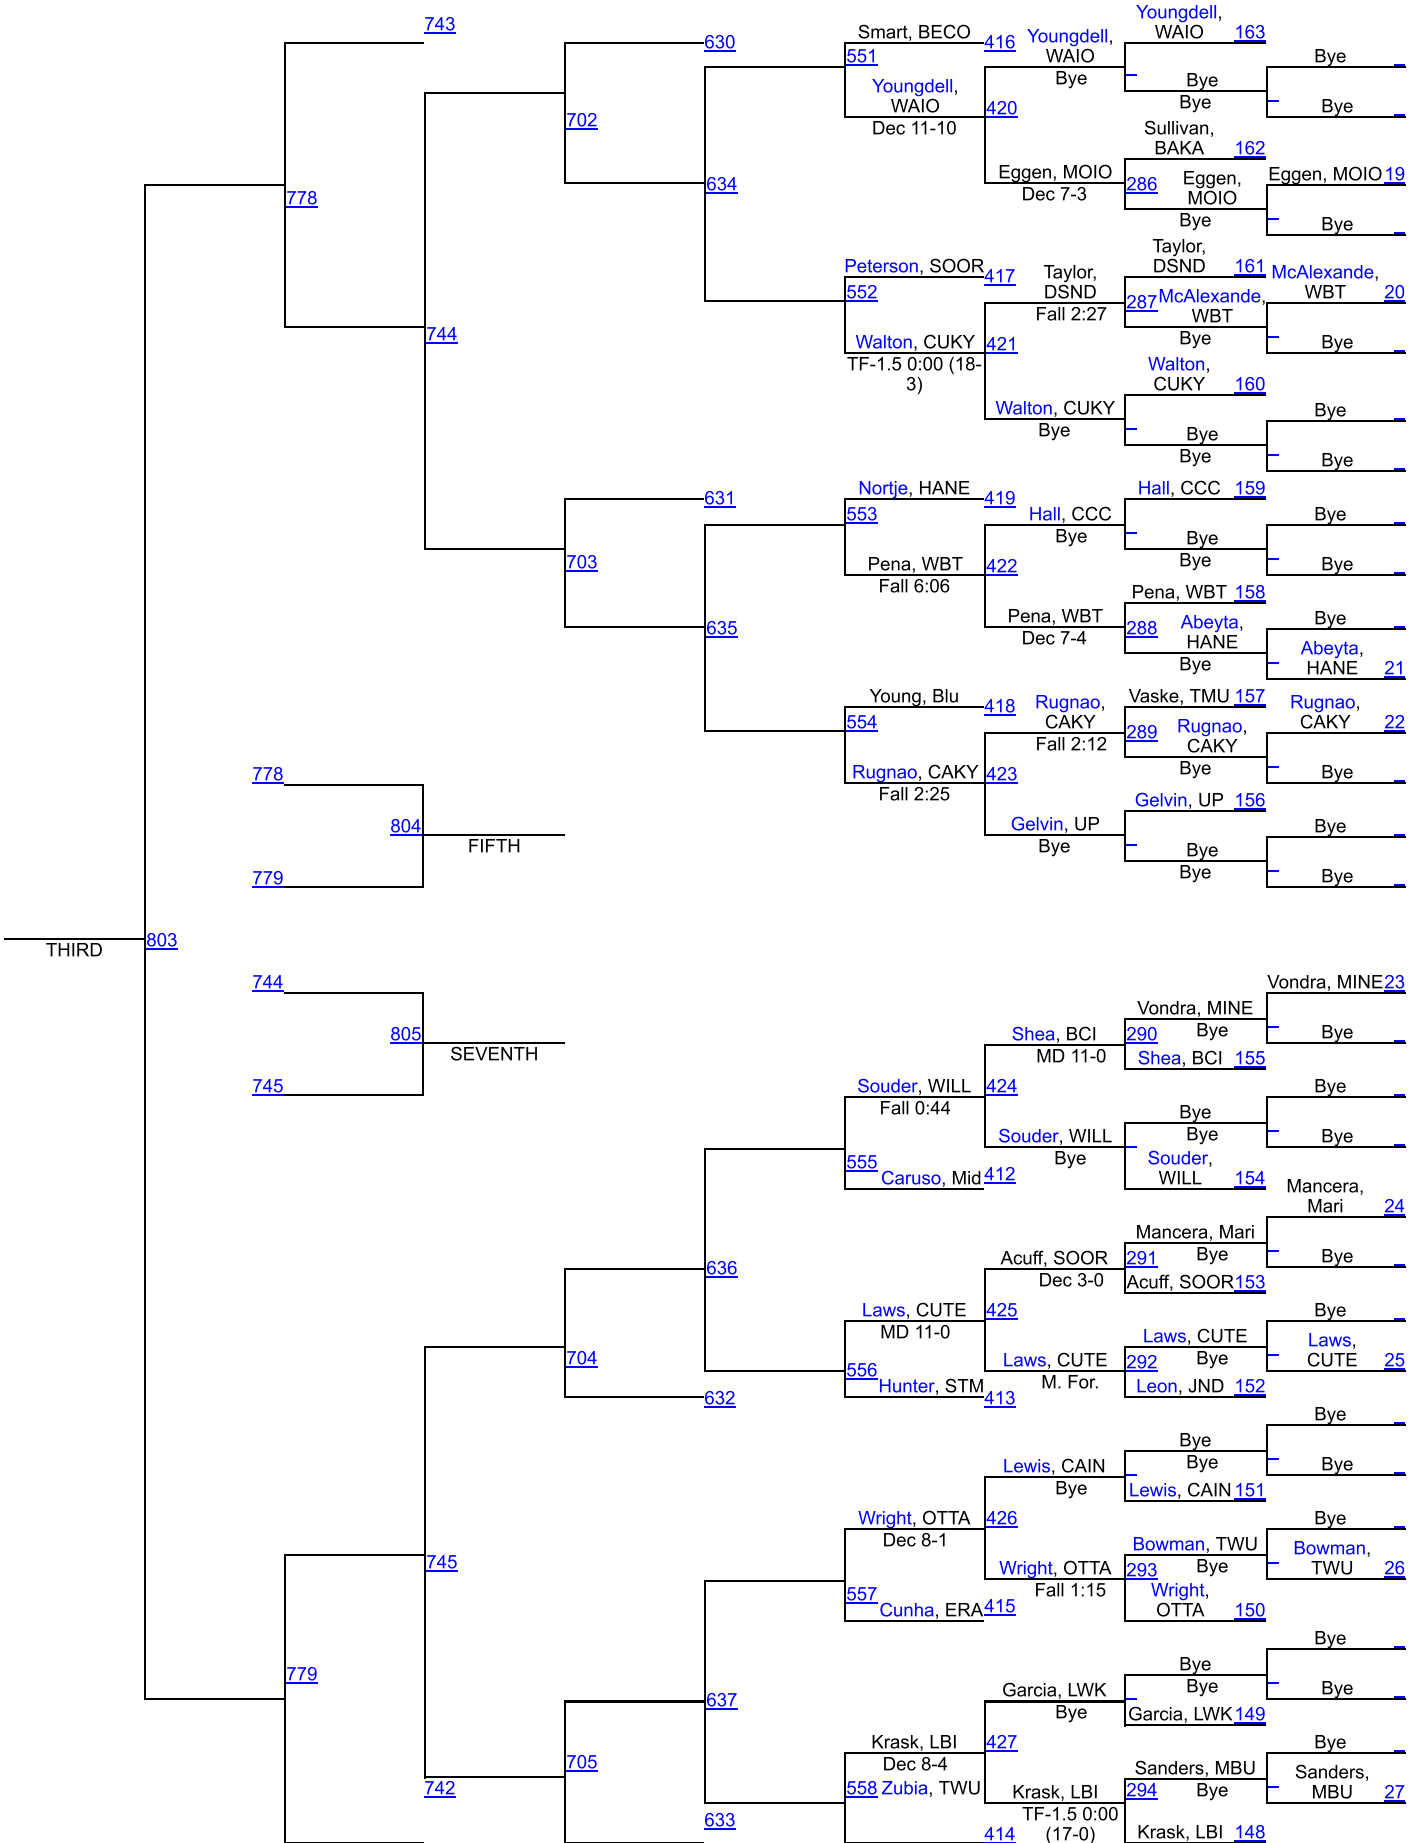 743
778
744
702
630
634
Smart, BECO 416
551
Youngdell,
WAIO
Dec 11-10
420
Youngdell,
WAIO
Bye
Youngdell,
WAIO 163
Bye
Bye
Bye
Bye
Sullivan,
BAKA 162
Eggen, MOIO
Dec 7-3
286
Eggen,
MOIO
Bye
Eggen, MOIO 19
Bye
Peterson, SOOR 417
552
Walton, CUKY
TF-1.5 0:00 (18-
3)
421
Taylor,
DSND
Fall 2:27
Taylor,
DSND 161
287 McAlexande,
WBT
Bye
McAlexande,
WBT 20
Bye
Walton,
CUKY 160
Walton, CUKY
Bye
Bye
Bye
Bye
Bye
631
703
635
Nortje, HANE 419
553
Pena, WBT
Fall 6:06
422
Hall, CCC
Bye
Hall, CCC 159
Bye
Bye
Bye
Bye
Pena, WBT 158
Pena, WBT
Dec 7-4
288
Abeyta,
HANE
Bye
Bye
Abeyta,
HANE 21
Young, Blu 418
554
Rugnao, CAKY
Fall 2:25
423
Rugnao,
CAKY
Fall 2:12
Vaske, TMU 157
289
Rugnao,
CAKY
Bye
Rugnao,
CAKY 22
Bye
Gelvin, UP 156
Gelvin, UP
Bye
Bye
Bye
Bye
Bye
778
804
FIFTH
779
THIRD
803
744
805
SEVENTH
745
Vondra, MINE 23
Vondra, MINE
Bye
Bye
Shea, BCI
MD 11-0
290
Shea, BCI 155
Souder, WILL
Fall 0:44
424
Souder, WILL
Bye
Bye
Bye
Bye
Bye
Souder,
WILL 154
555
Caruso, Mid 412
636
704
632
Mancera,
Mari 24
Mancera, Mari
Bye
Bye
Acuff, SOOR
Dec 3-0
291
Acuff, SOOR 153
Laws, CUTE
MD 11-0
425
Laws, CUTE
M. For.
292
Laws, CUTE
Bye
Bye
Laws,
CUTE 25
Leon, JND 152
556
Hunter, STM 413
745
779
742
Lewis, CAIN
Bye
Bye
Bye
Bye
Bye
Lewis, CAIN 151
Wright, OTTA
Dec 8-1
426
Wright, OTTA
Fall 1:15
293
Bowman, TWU
Bye
Bye
Bowman,
TWU 26
Wright,
OTTA 150
557
Cunha, ERA 415
637
705
633
Garcia, LWK
Bye
Bye
Bye
Bye
Bye
Garcia, LWK 149
Krask, LBI
Dec 8-4
427
558 Zubia, TWU
414
Krask, LBI
TF-1.5 0:00
(17-0)
294
Sanders, MBU
Bye
Bye
Sanders,
MBU 27
Krask, LBI 148